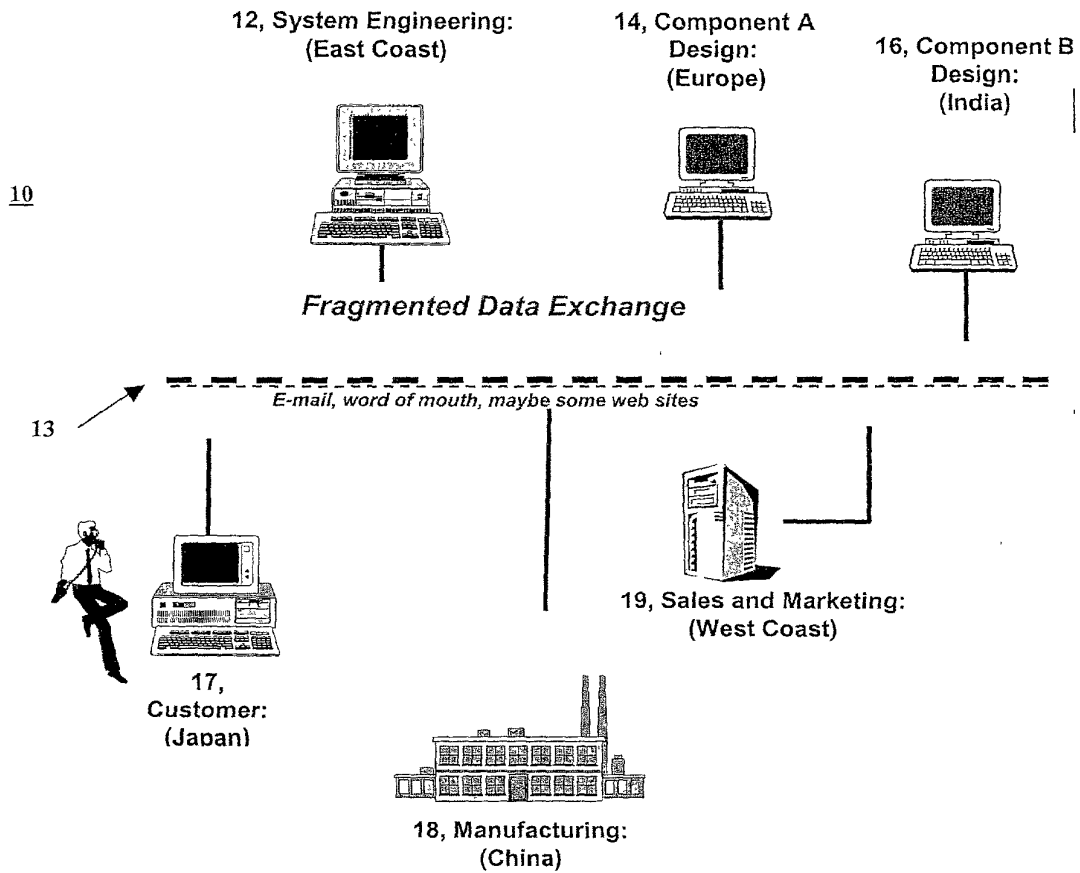 12, System Engineering:
(East Coast)
14, Component A
Design:
(Europe)
16, Component B
Design:
(India)
10
Fragmented Data Exchange
E-mail, word of mouth, maybe some web sites
13
19, Sales and Marketing:
(West Coast)
17,
Customer:
(Japan)
18, Manufacturing:
(China)